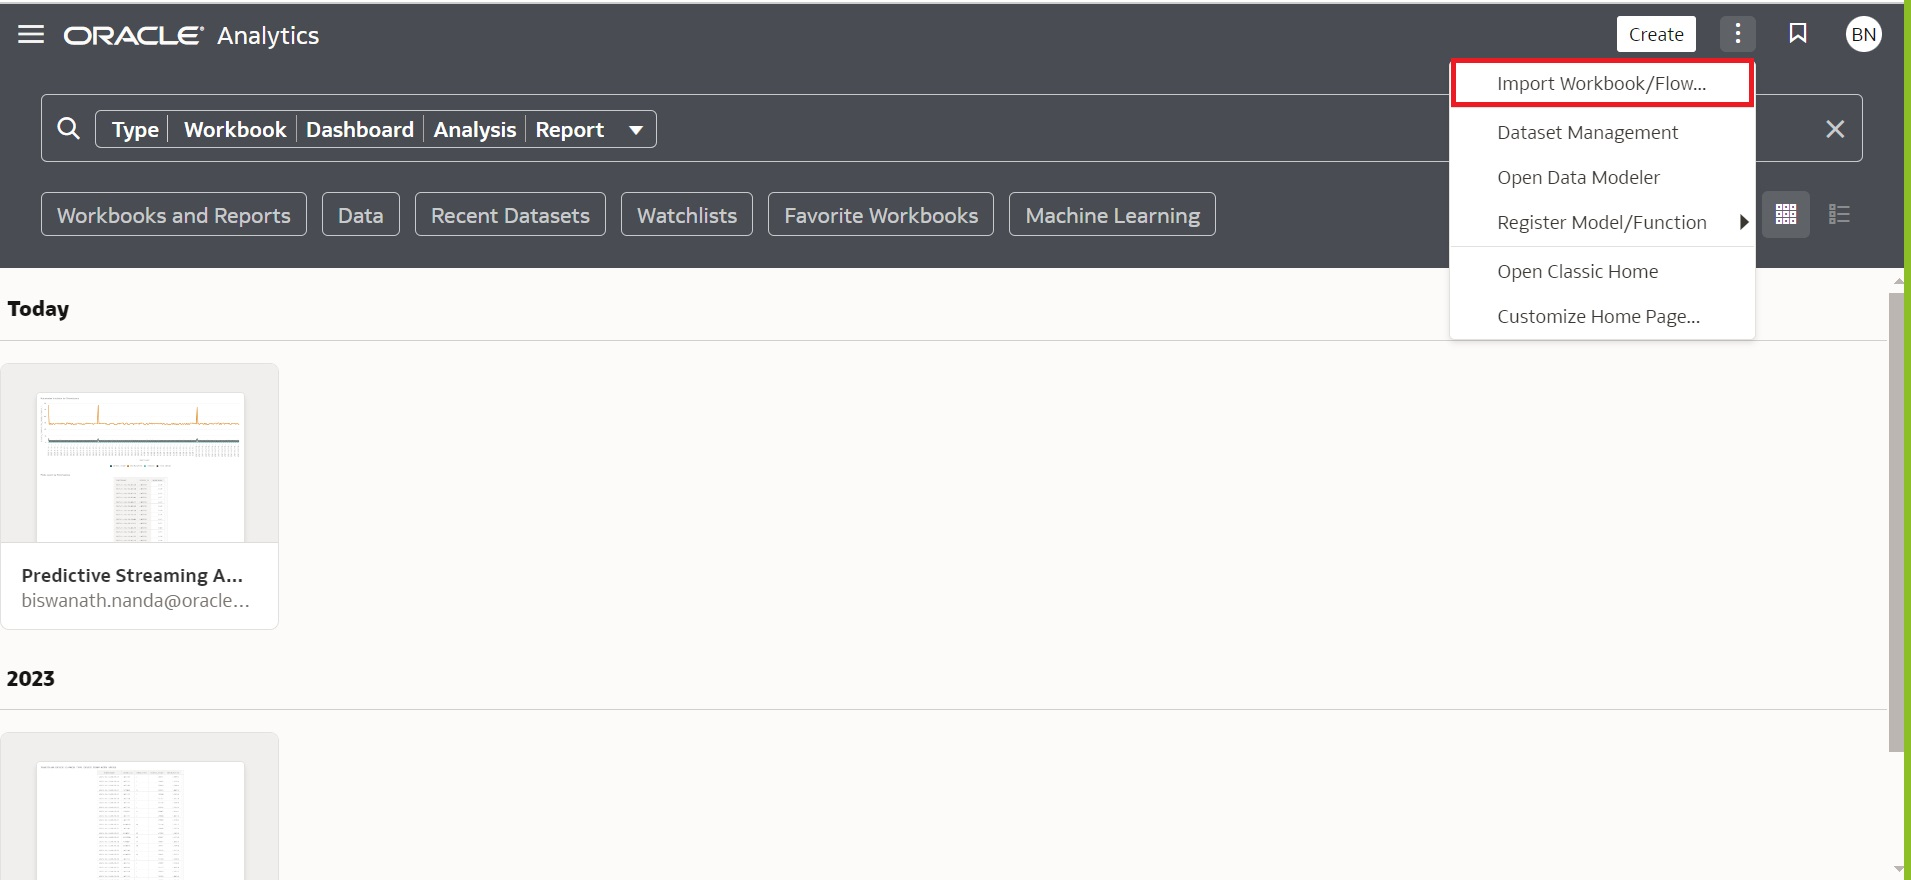 ORACLE Analytics
Create
BN
Import Workbook/Flow...
Type Workbook Dashboard Analysis Report
Dataset Management
Open Data Modeler
Workbooks and Reports Data Recent Datasets Watchlists Favorite Workbooks Machine Learning
Register Model/Function
Open Classic Home
Customize Home Page...
Today
Predictive Streaming A...
biswanath.nanda@oracle...
2023